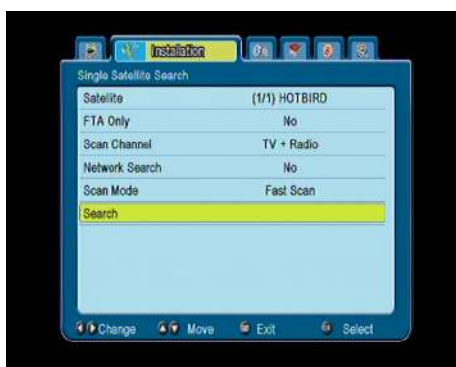 Installation
Single Satellite Search
Satellite (1/1) HOTBIRD
FTA Only No
Scan Channel TV + Radio
Network Search No
Scan Mode Fast Scan
Search
Change Move Exit Select